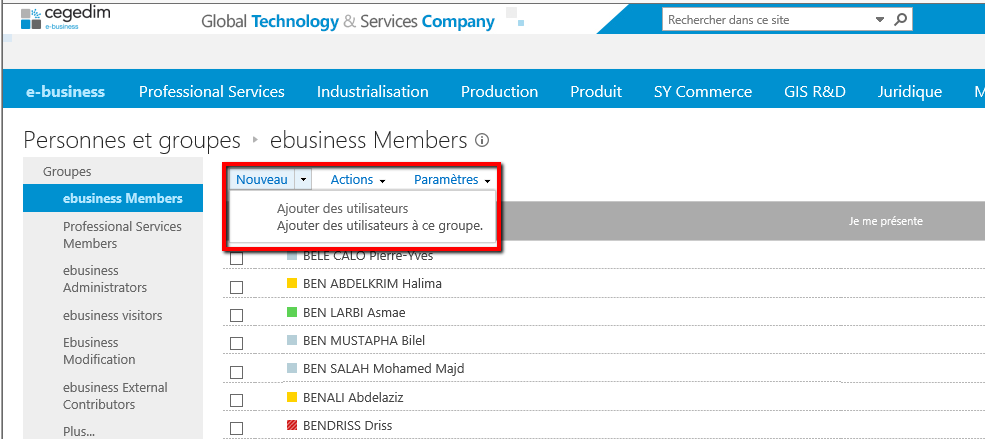 cegedim
e-business
Global Technology & Services Company
Rechercher dans ce site
e-business Professional Services Industrialisation Production Produit SY Commerce GIS R&D Juridique M
Personnes et groupes ▸ ebusiness Members
Groupes
ebusiness Members
Professional Services
Members
ebusiness
Administrators
ebusiness visitors
Ebusiness
Modification
ebusiness External
Contributors
Plus...
Nouveau Actions Paramètres
Ajouter des utilisateurs
Ajouter des utilisateurs à ce groupe.
Je me présente
BELE CALO Pierre-Yves
BEN ABDELKRIM Halima
BEN LARBI Asmae
BEN MUSTAPHA Bilel
BEN SALAH Mohamed Majd
BENALI Abdelaziz
BENDRISS Driss